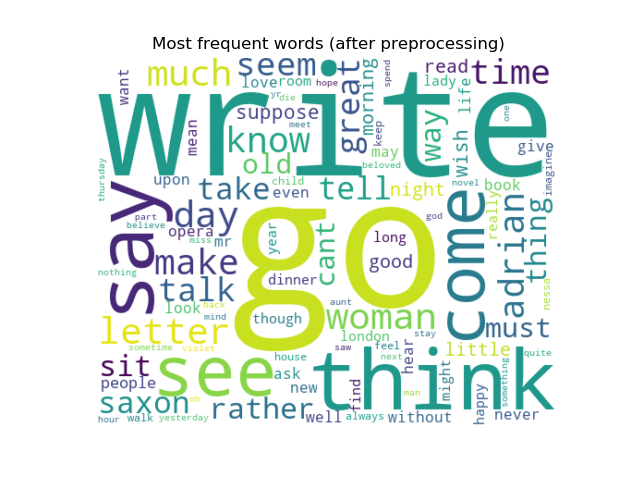 Most frequent words (after preprocessing)
write
go
think
say
see
come
letter
woman
know
day
make
talk
much
seem
time
great
way
wish
adrian
thing
must
take
tell
cant
old
suppose
morning
love
room
read
lady
life
give
one
imagined
want
mean
thursday
upon
even
child
night
may
keep
beloved
spend
hope
yr
die
meet
novel
book
really
opera
mr
miss
part
believe
nothing
look
back
mind
year
dinner
though
long
good
god
aunt
london
saw
stay
feel
next
hear
might
little
quite
something
nessa
sit
people
saxon
rather
sometime
violet
house
ask
new
oh
hour
walk
yesterday
well
always
find
man
without
happy
never